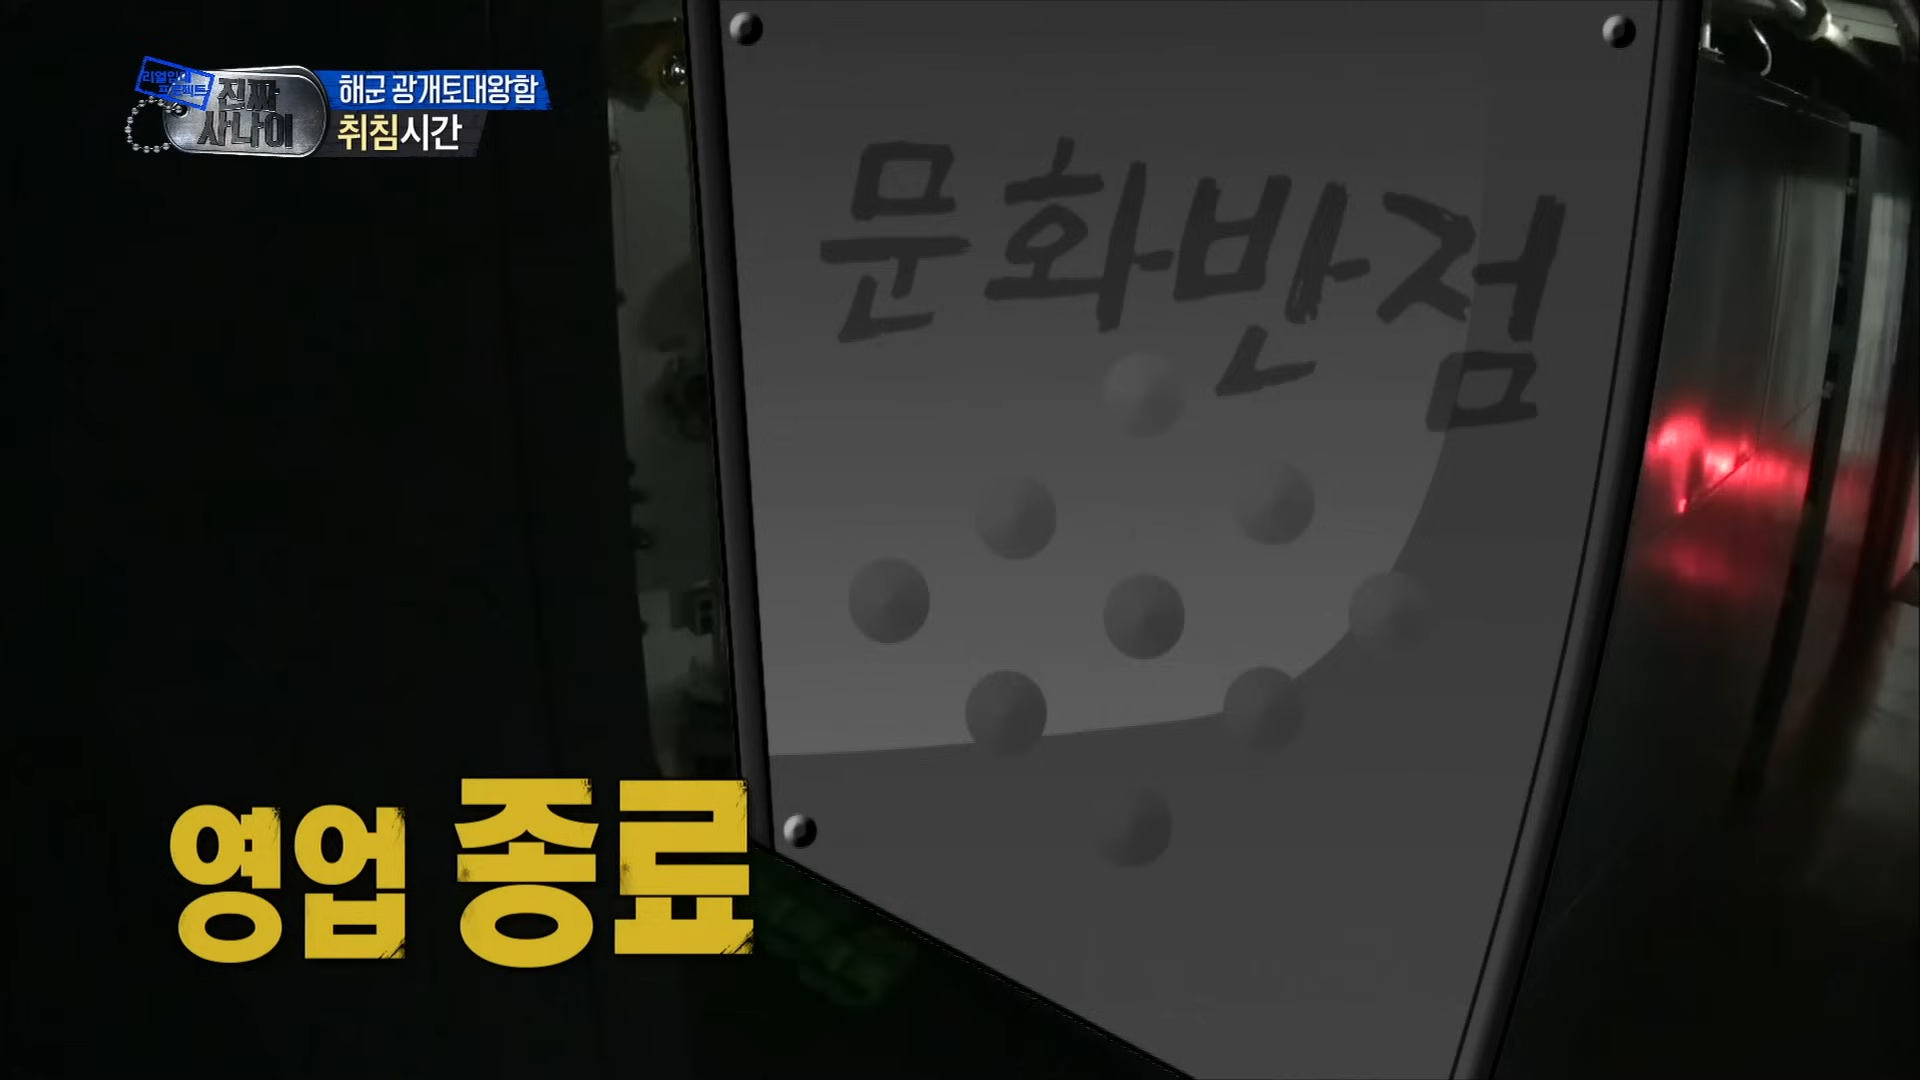 리얼입대
프로젝트
진짜
사나이
해군 광개토대왕함
취침시간
문화반점
영업 종료